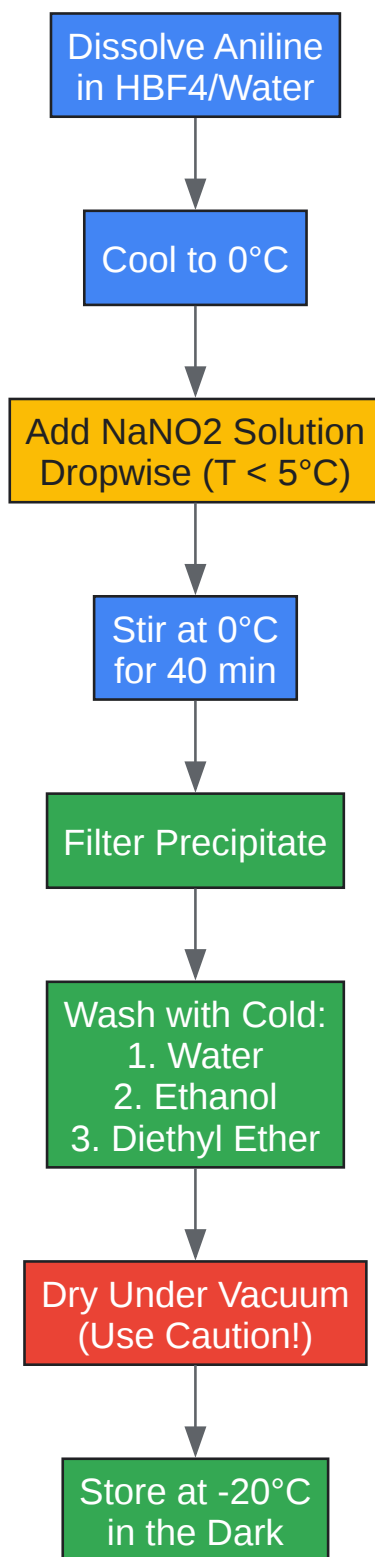 Dissolve Aniline
in HBF4/Water
Cool to 0°C
Add NaNO2 Solution
Dropwise (T < 5°C)
Stir at 0°C
for 40 min
Filter Precipitate
Wash with Cold:
1. Water
2. Ethanol
3. Diethyl Ether
Dry Under Vacuum
(Use Caution!)
Store at -20°C
in the Dark